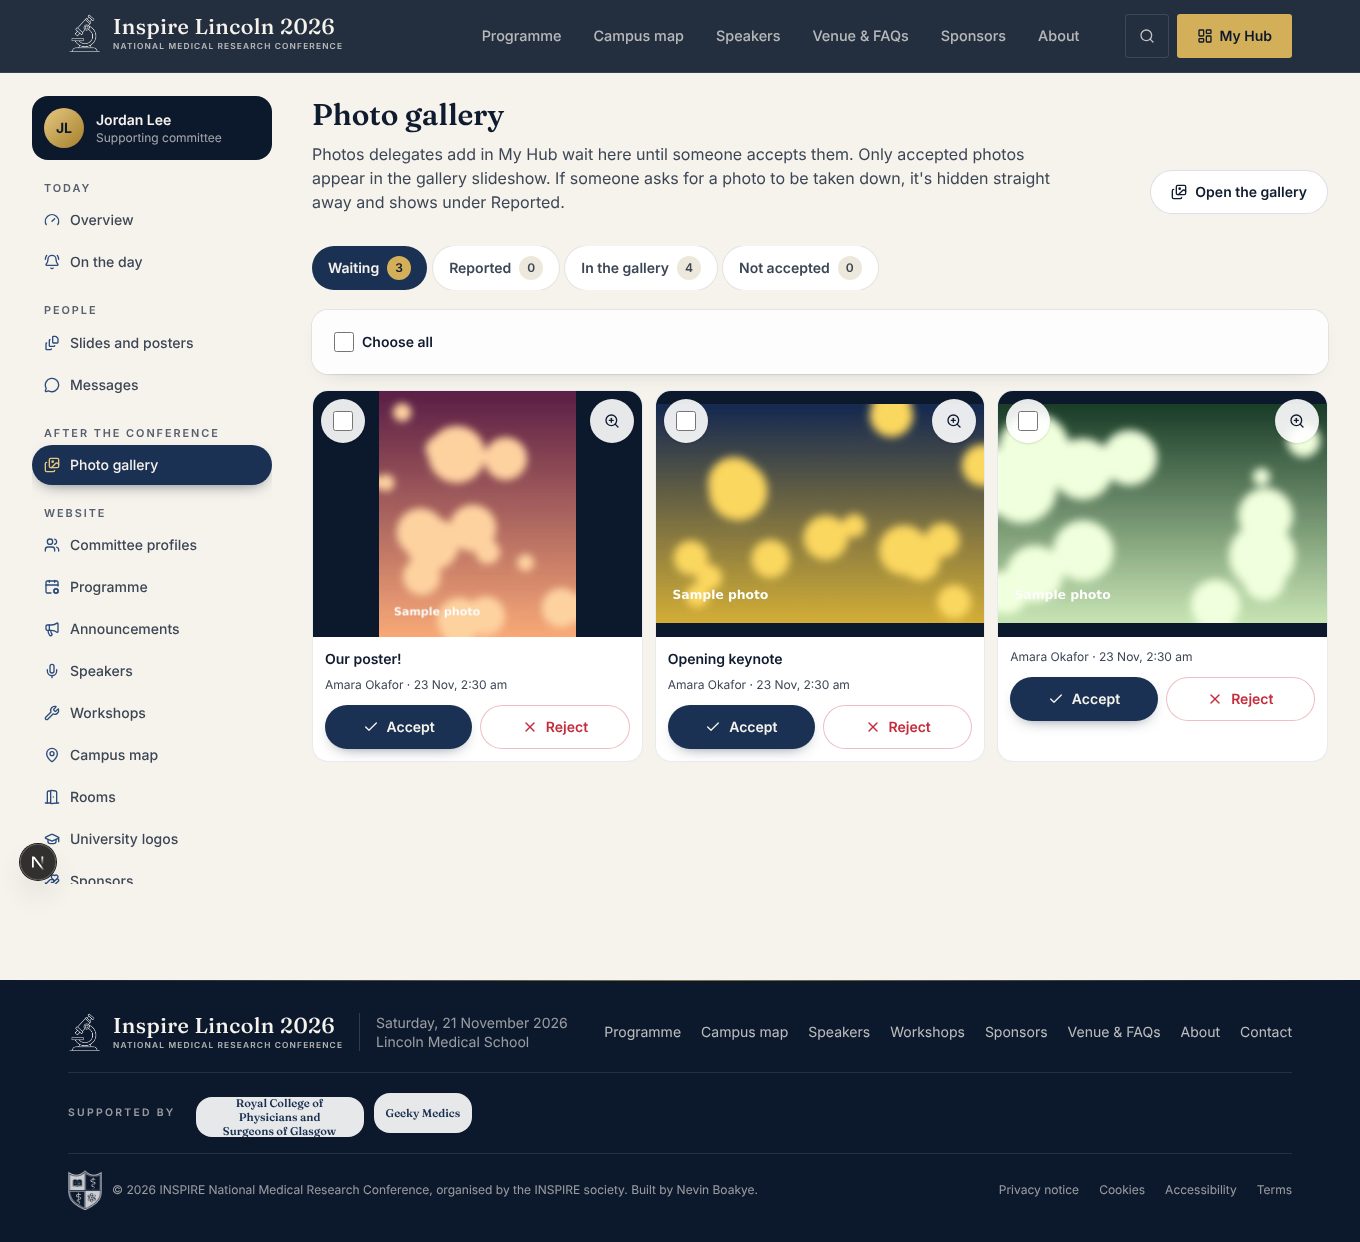 Inspire Lincoln 2026
NATIONAL MEDICAL RESEARCH CONFERENCE
Programme
Campus map
Speakers
Venue & FAQs
Sponsors
About
My Hub
JL
Jordan Lee
Supporting committee
TODAY
Overview
On the day
PEOPLE
Slides and posters
Messages
AFTER THE CONFERENCE
Photo gallery
WEBSITE
Committee profiles
Programme
Announcements
Speakers
Workshops
Campus map
Rooms
University logos
Sponsors
N
Photo gallery
Photos delegates add in My Hub wait here until someone accepts them. Only accepted photos
appear in the gallery slideshow. If someone asks for a photo to be taken down, it's hidden straight
away and shows under Reported.
Open the gallery
Waiting 3
Reported 0
In the gallery 4
Not accepted 0
Choose all
Sample photo
Our poster!
Amara Okafor · 23 Nov, 2:30 am
Accept
Reject
Sample photo
Opening keynote
Amara Okafor · 23 Nov, 2:30 am
Accept
Reject
Sample photo
Amara Okafor · 23 Nov, 2:30 am
Accept
Reject
Inspire Lincoln 2026
NATIONAL MEDICAL RESEARCH CONFERENCE
Saturday, 21 November 2026
Lincoln Medical School
Programme
Campus map
Speakers
Workshops
Sponsors
Venue & FAQs
About
Contact
SUPPORTED BY
Royal College of
Physicians and
Surgeons of Glasgow
Geeky Medics
© 2026 INSPIRE National Medical Research Conference, organised by the INSPIRE society. Built by Nevin Boakye.
Privacy notice
Cookies
Accessibility
Terms